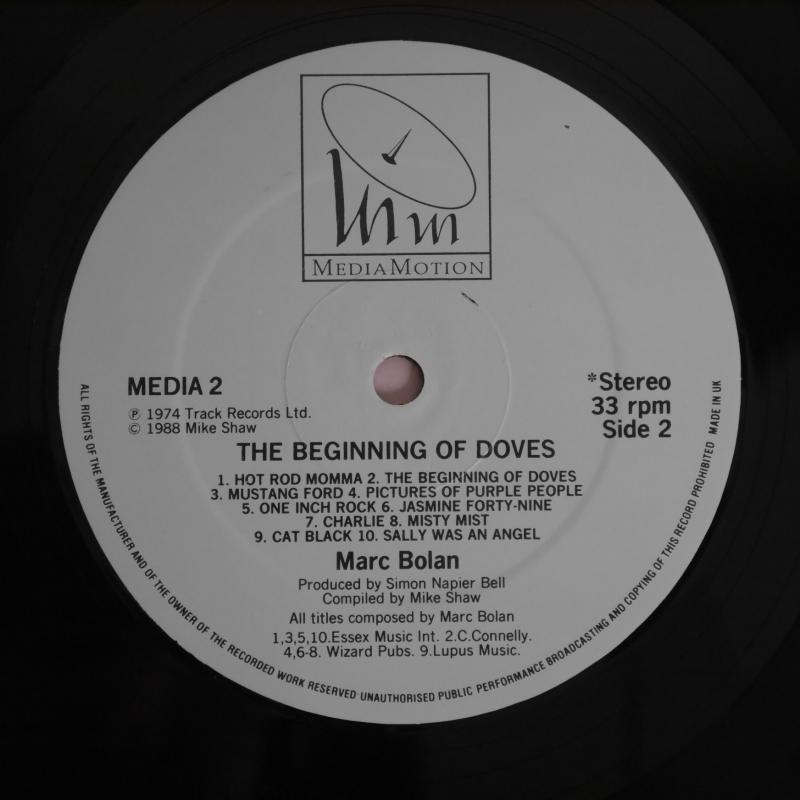 Mm
MEDIAMOTION
MEDIA 2
℗ 1974 Track Records Ltd.
© 1988 Mike Shaw
*Stereo
33 rpm
Side 2
THE BEGINNING OF DOVES
1. HOT ROD MOMMA 2. THE BEGINNING OF DOVES
3. MUSTANG FORD 4. PICTURES OF PURPLE PEOPLE
5. ONE INCH ROCK 6. JASMINE FORTY-NINE
7. CHARLIE 8. MISTY MIST
9. CAT BLACK 10. SALLY WAS AN ANGEL
Marc Bolan
Produced by Simon Napier Bell
Compiled by Mike Shaw
All titles composed by Marc Bolan
1,3,5,10.Essex Music Int. 2.C.Connelly.
4,6-8. Wizard Pubs. 9.Lupus Music.
ALL RIGHTS OF THE MANUFACTURER AND OF THE OWNER OF THE RECORDED WORK RESERVED UNAUTHORISED PUBLIC PERFORMANCE BROADCASTING AND COPYING OF THIS RECORD PROHIBITED MADE IN UK